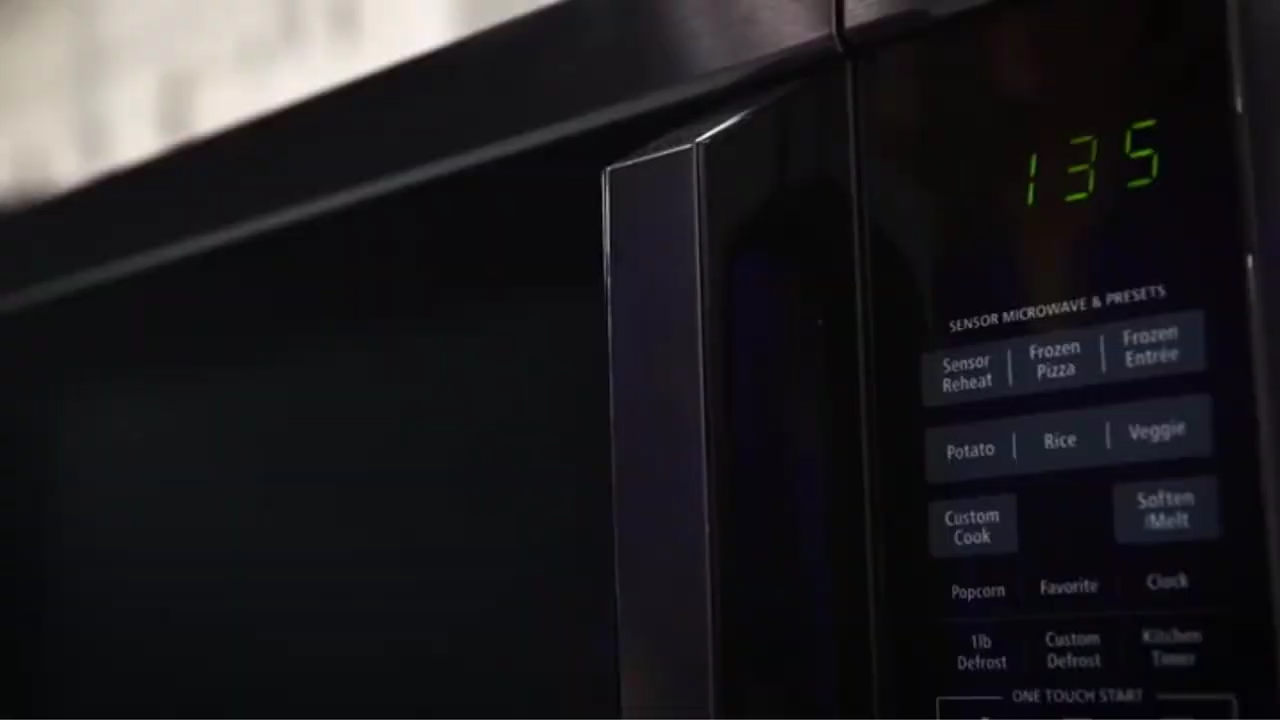 135
SENSOR MICROWAVE & PRESETS
Sensor Reheat | Frozen Pizza | Frozen Entrée
Potato | Rice | Veggie
Custom Cook Soften /Melt
Popcorn Favorite Clock
1lb Defrost Custom Defrost Kitchen Timer
ONE TOUCH START